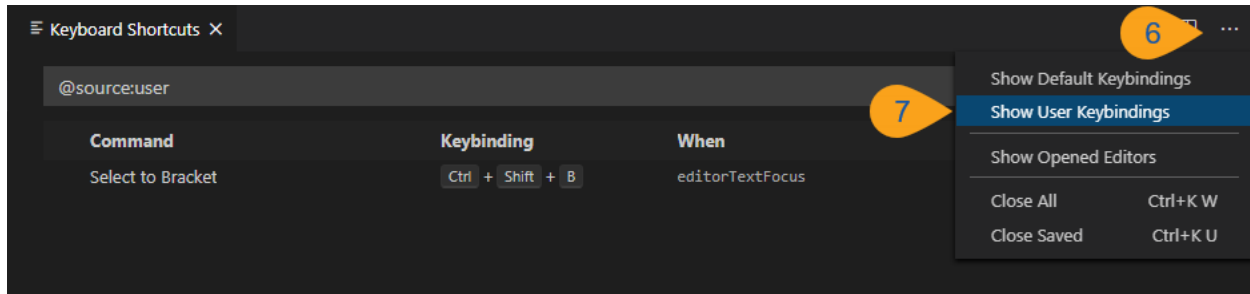 Keyboard Shortcuts
6
@source:user
Show Default Keybindings
7
Show User Keybindings
Command Keybinding When
Show Opened Editors
Select to Bracket Ctrl + Shift + B editorTextFocus
Close All Ctrl+K W
Close Saved Ctrl+K U